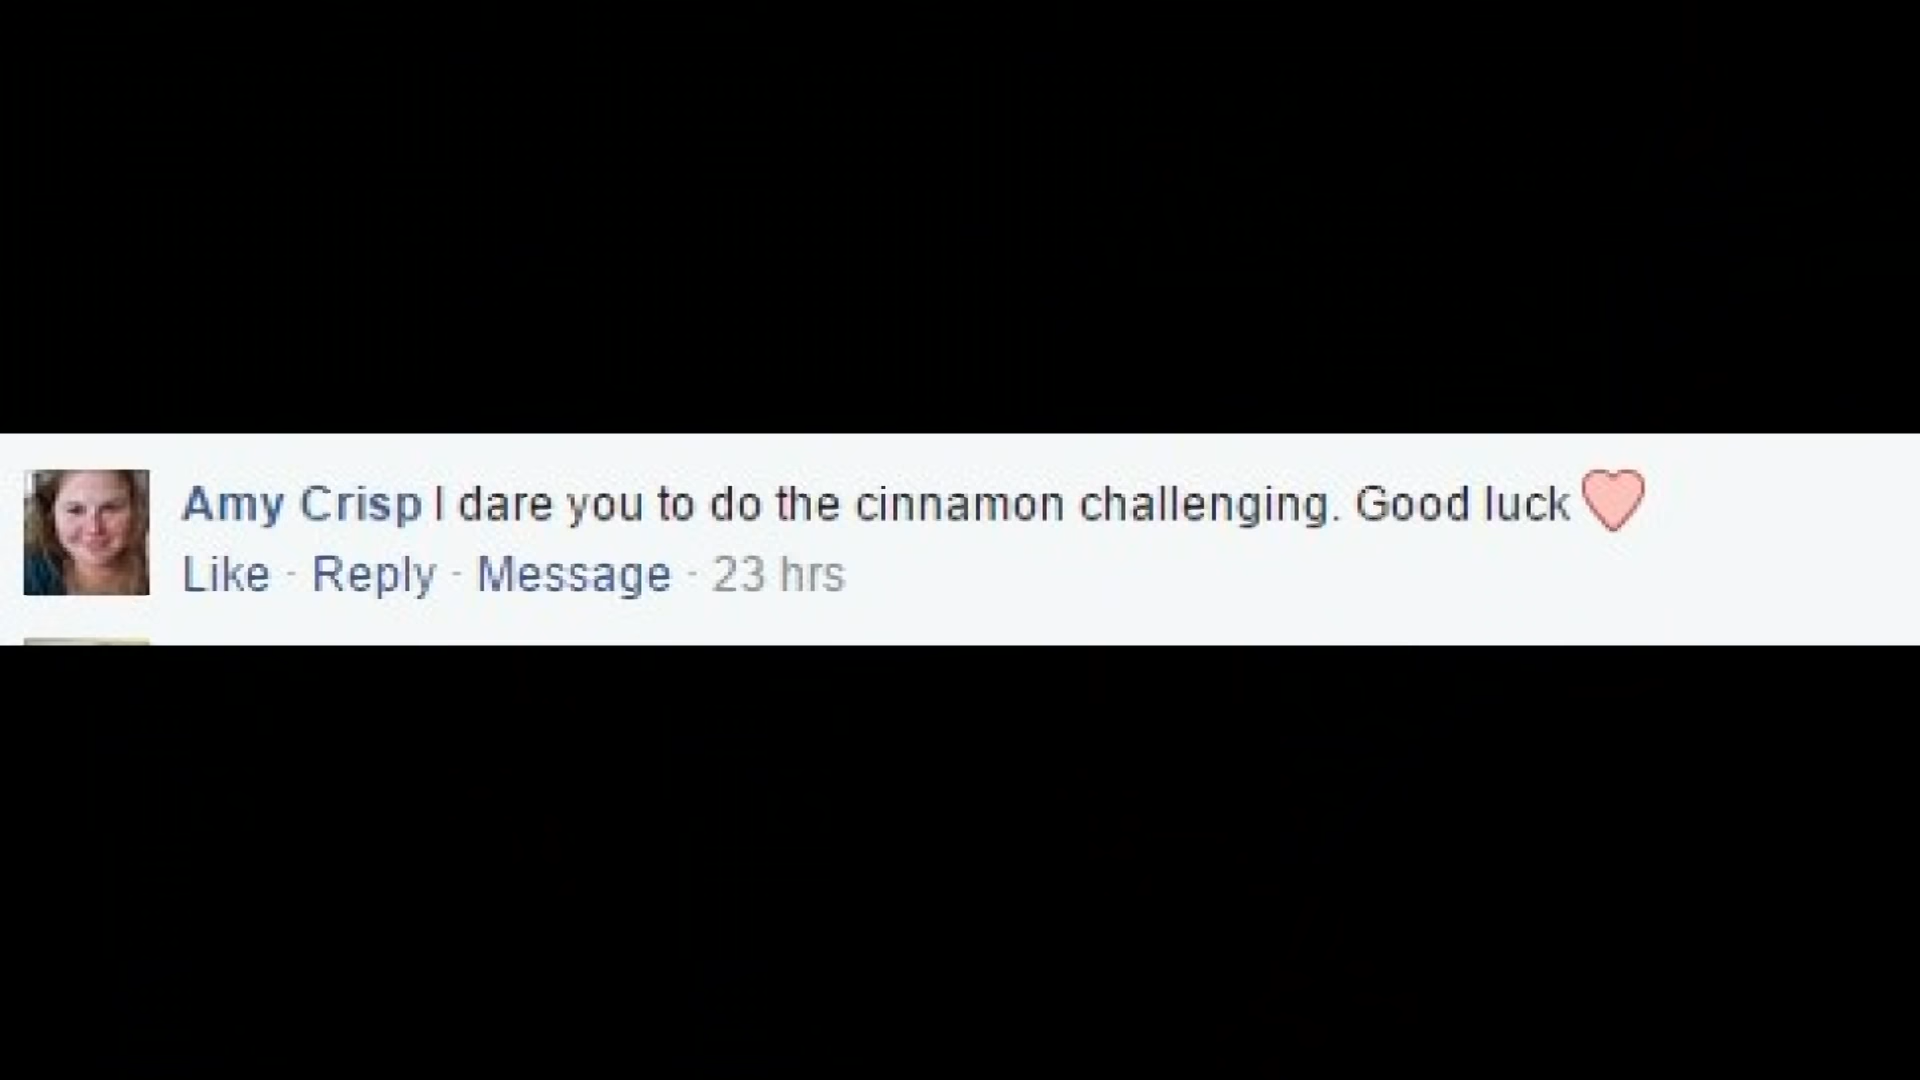 Amy Crisp I dare you to do the cinnamon challenging. Good luck
Like · Reply · Message · 23 hrs